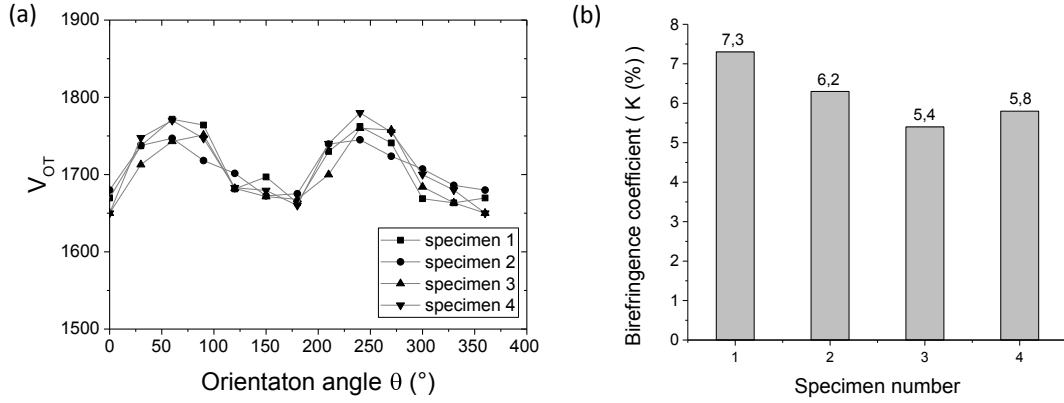 (a)
1900
1800
1700
1600
1500
V_OT
0 50 100 150 200 250 300 350 400
Orientaton angle θ (°)
specimen 1
specimen 2
specimen 3
specimen 4
(b)
8
7
6
5
4
3
2
1
0
Birefringence coefficient ( K (%) )
7,3
6,2
5,4
5,8
1 2 3 4
Specimen number